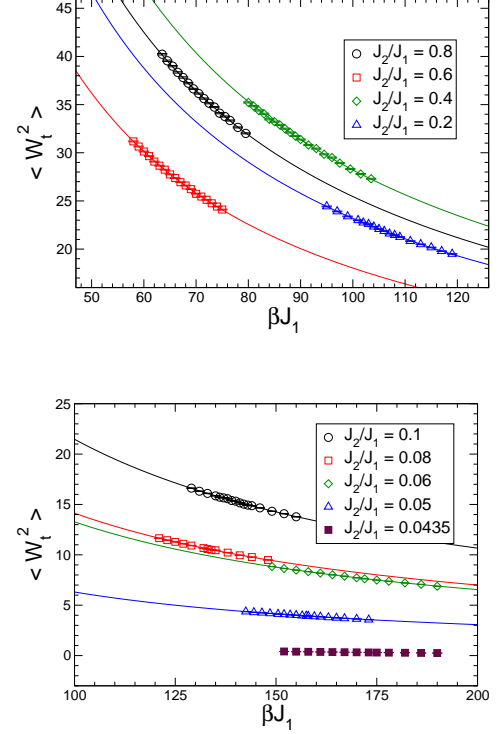 45
40
35
30
25
20
< W_t^2 >
J_2/J_1 = 0.8
J_2/J_1 = 0.6
J_2/J_1 = 0.4
J_2/J_1 = 0.2
50 60 70 80 90 100 110 120
βJ_1
25
20
15
10
5
0
< W_t^2 >
J_2/J_1 = 0.1
J_2/J_1 = 0.08
J_2/J_1 = 0.06
J_2/J_1 = 0.05
J_2/J_1 = 0.0435
100 125 150 175 200
βJ_1